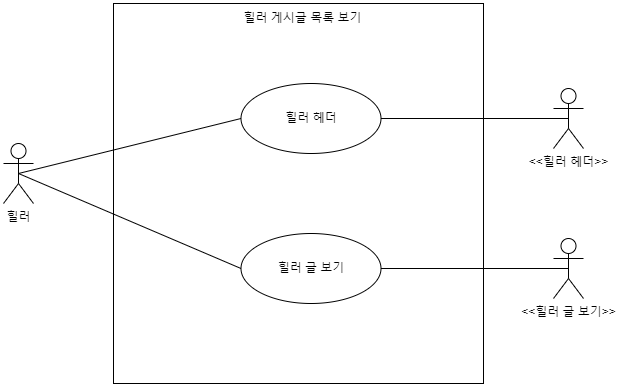 힐러 게시글 목록 보기
힐러 헤더
<<힐러 헤더>>
힐러
힐러 글 보기
<<힐러 글 보기>>